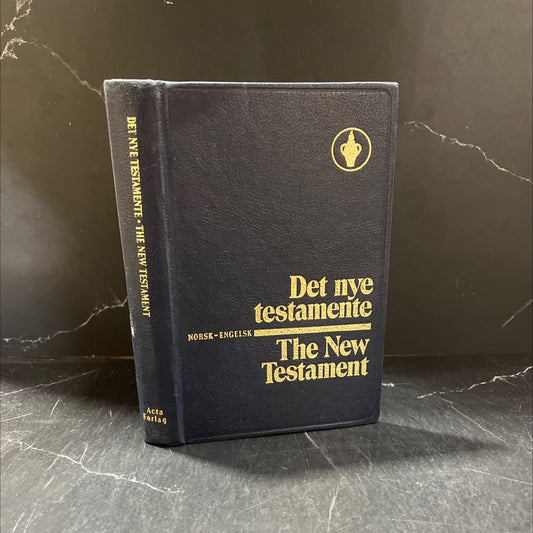 DET NYE TESTAMENTE • THE NEW TESTAMENT
Acta
Forlag
Det nye
testamente
NORSK-ENGELSK
The New
Testament